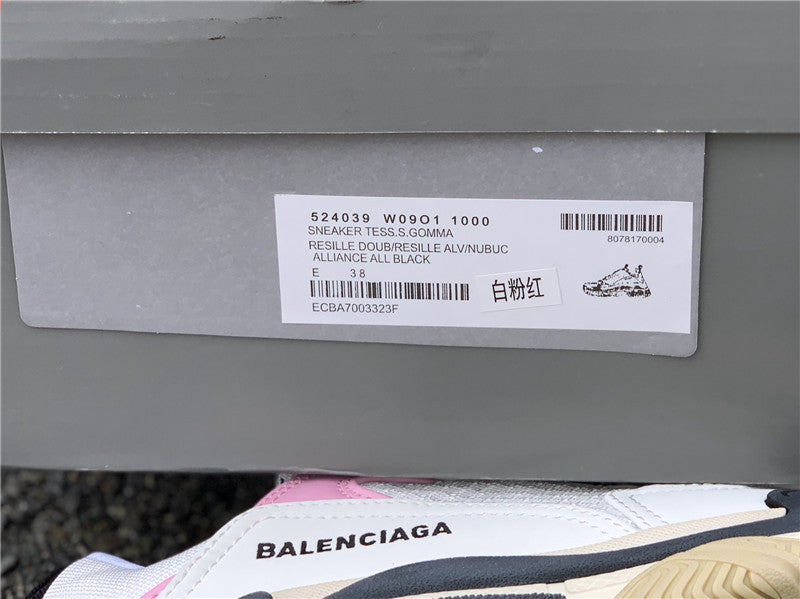 524039 W09O1 1000
SNEAKER TESS.S.GOMMA
8078170004
RESILLE DOUB/RESILLE ALV/NUBUC
ALLIANCE ALL BLACK
E 38
白粉红
ECBA7003323F
BALENCIAGA